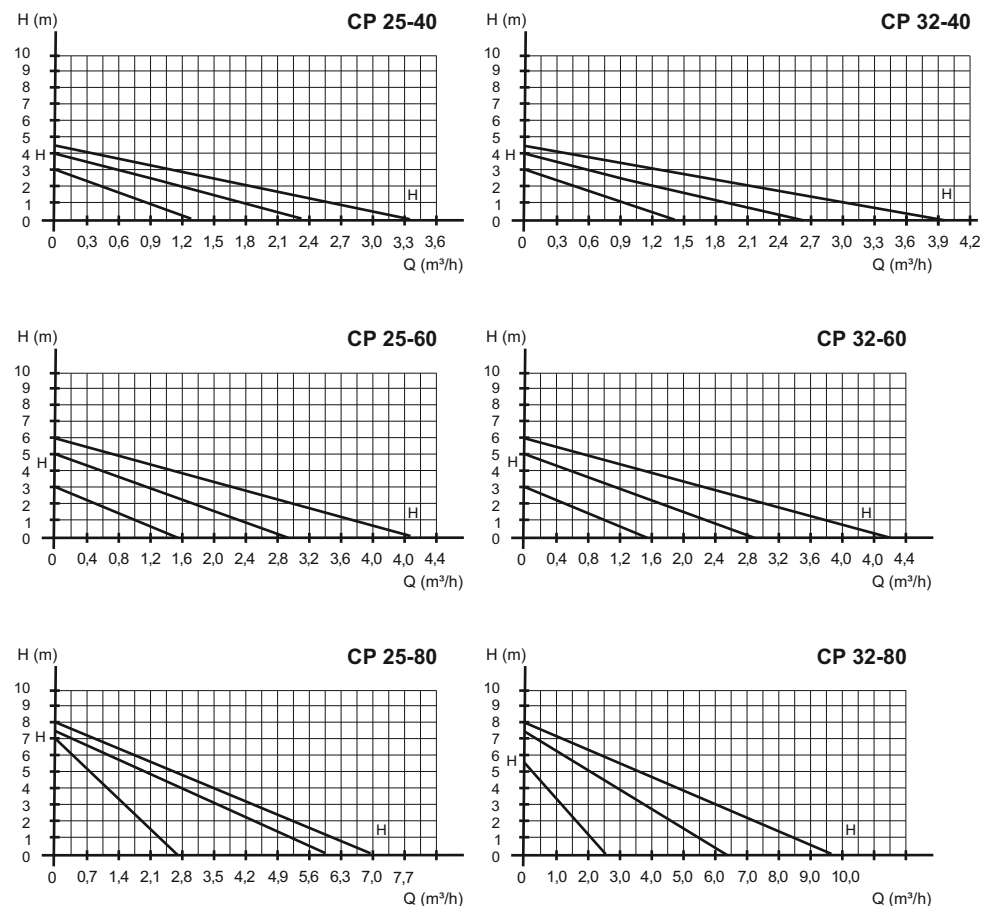 H (m)
CP 25-40
10
9
8
7
6
5
4
3
2
1
0
H
H
0 0,3 0,6 0,9 1,2 1,5 1,8 2,1 2,4 2,7 3,0 3,3 3,6
Q (m³/h)
H (m)
CP 32-40
10
9
8
7
6
5
4
3
2
1
0
H
H
0 0,3 0,6 0,9 1,2 1,5 1,8 2,1 2,4 2,7 3,0 3,3 3,6 3,9 4,2
Q (m³/h)
H (m)
CP 25-60
10
9
8
7
6
5
4
3
2
1
0
H
H
0 0,4 0,8 1,2 1,6 2,0 2,4 2,8 3,2 3,6 4,0 4,4
Q (m³/h)
H (m)
CP 32-60
10
9
8
7
6
5
4
3
2
1
0
H
H
0 0,4 0,8 1,2 1,6 2,0 2,4 2,8 3,2 3,6 4,0 4,4
Q (m³/h)
H (m)
CP 25-80
10
9
8
7
6
5
4
3
2
1
0
H
H
0 0,7 1,4 2,1 2,8 3,5 4,2 4,9 5,6 6,3 7,0 7,7
Q (m³/h)
H (m)
CP 32-80
10
9
8
7
6
5
4
3
2
1
0
H
H
0 1,0 2,0 3,0 4,0 5,0 6,0 7,0 8,0 9,0 10,0
Q (m³/h)